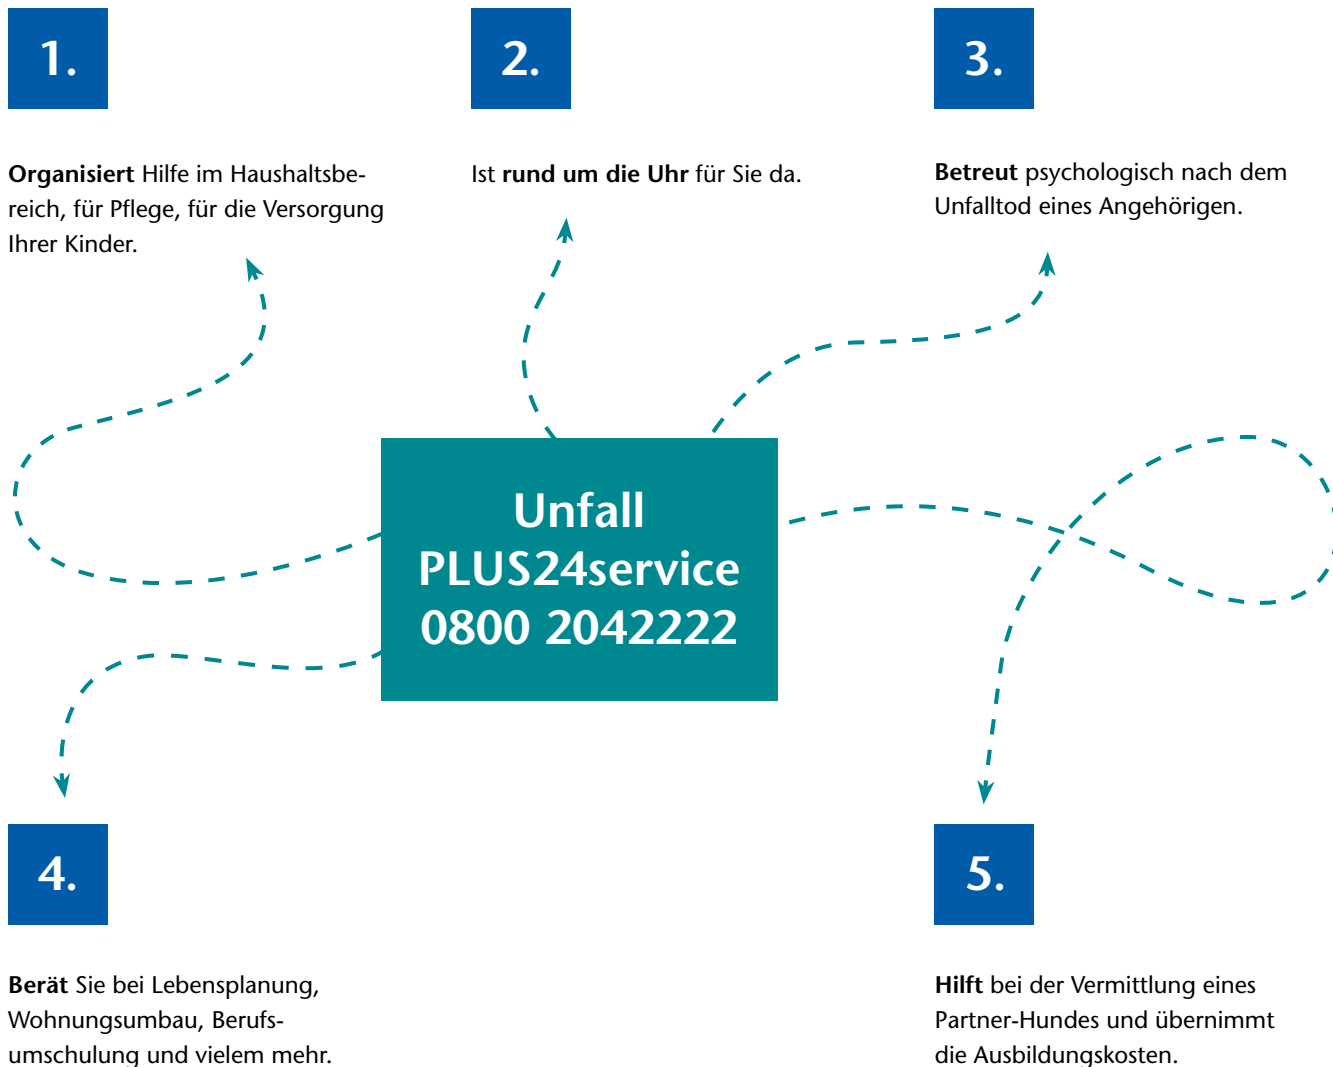 1.
Organisiert Hilfe im Haushaltsbe-
reich, für Pflege, für die Versorgung
Ihrer Kinder.
2.
Ist rund um die Uhr für Sie da.
3.
Betreut psychologisch nach dem
Unfalltod eines Angehörigen.
Unfall
PLUS24service
0800 2042222
4.
Berät Sie bei Lebensplanung,
Wohnungsumbau, Berufs-
umschulung und vielem mehr.
5.
Hilft bei der Vermittlung eines
Partner-Hundes und übernimmt
die Ausbildungskosten.